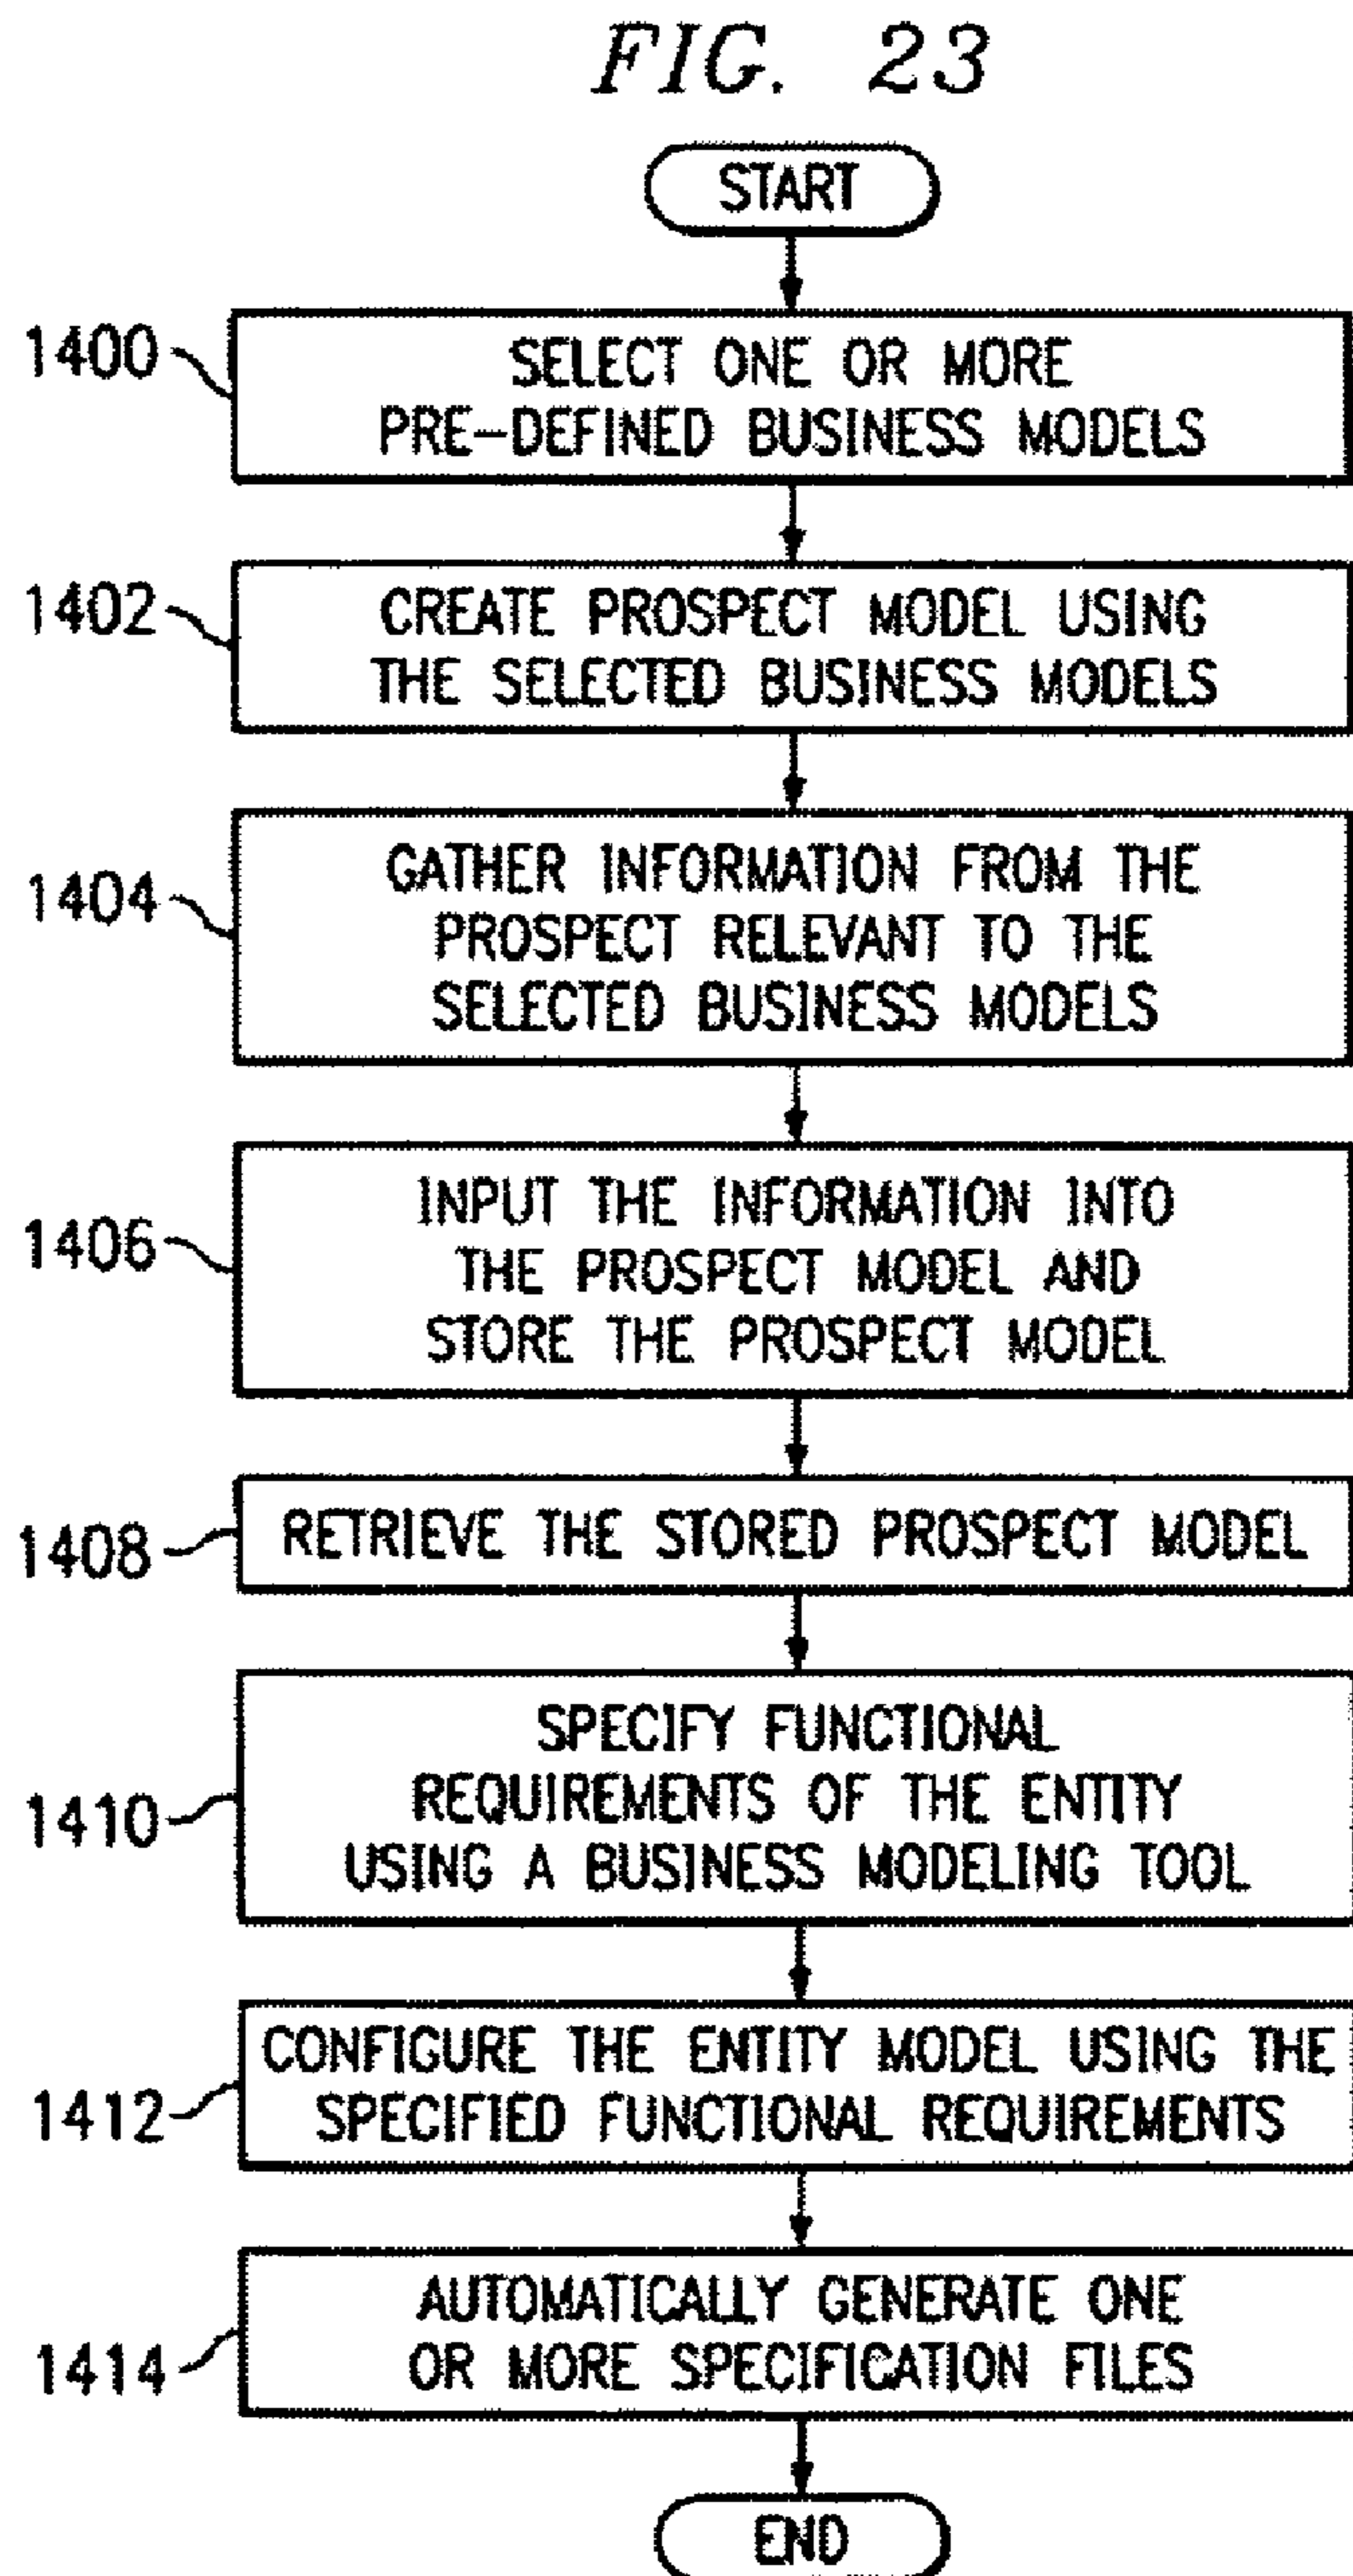 FIG. 23
START
1400
SELECT ONE OR MORE
PRE-DEFINED BUSINESS MODELS
1402
CREATE PROSPECT MODEL USING
THE SELECTED BUSINESS MODELS
1404
GATHER INFORMATION FROM THE
PROSPECT RELEVANT TO THE
SELECTED BUSINESS MODELS
1406
INPUT THE INFORMATION INTO
THE PROSPECT MODEL AND
STORE THE PROSPECT MODEL
1408
RETRIEVE THE STORED PROSPECT MODEL
1410
SPECIFY FUNCTIONAL
REQUIREMENTS OF THE ENTITY
USING A BUSINESS MODELING TOOL
1412
CONFIGURE THE ENTITY MODEL USING THE
SPECIFIED FUNCTIONAL REQUIREMENTS
1414
AUTOMATICALLY GENERATE ONE
OR MORE SPECIFICATION FILES
END